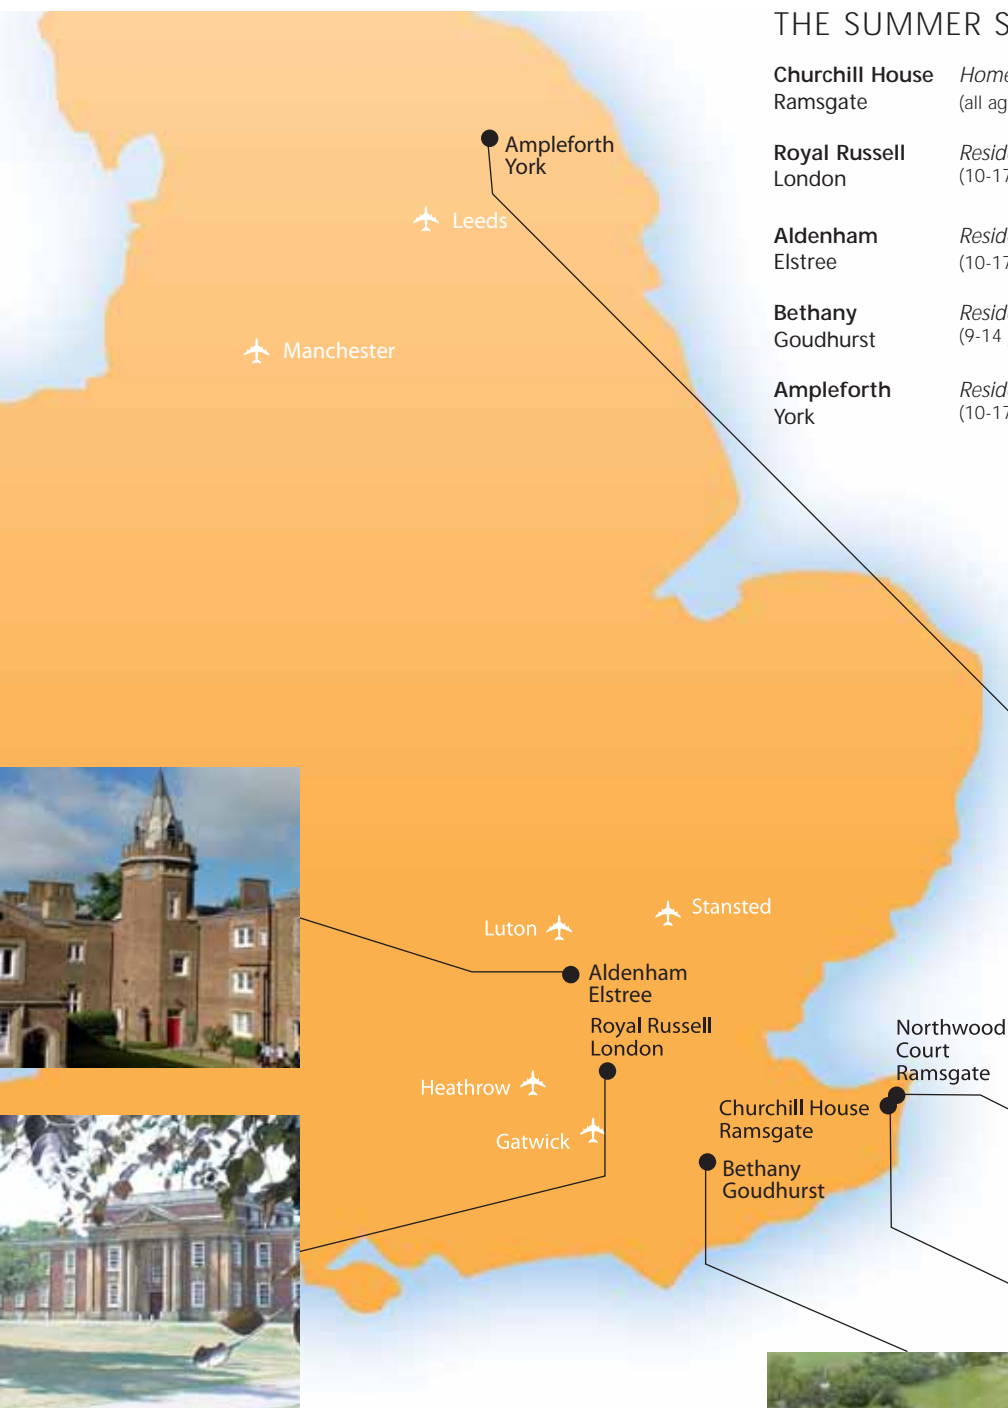 THE SUMMER S
Churchill House Home
Ramsgate (all ag
Royal Russell Resid
London (10-17
Aldenham Resid
Elstree (10-17
Bethany Resid
Goudhurst (9-14
Ampleforth Resid
York (10-17
Ampleforth
York
Leeds
Manchester
Luton
Stansted
Aldenham
Elstree
Royal Russell
London
Northwood
Court
Ramsgate
Heathrow
Churchill House
Ramsgate
Gatwick
Bethany
Goudhurst